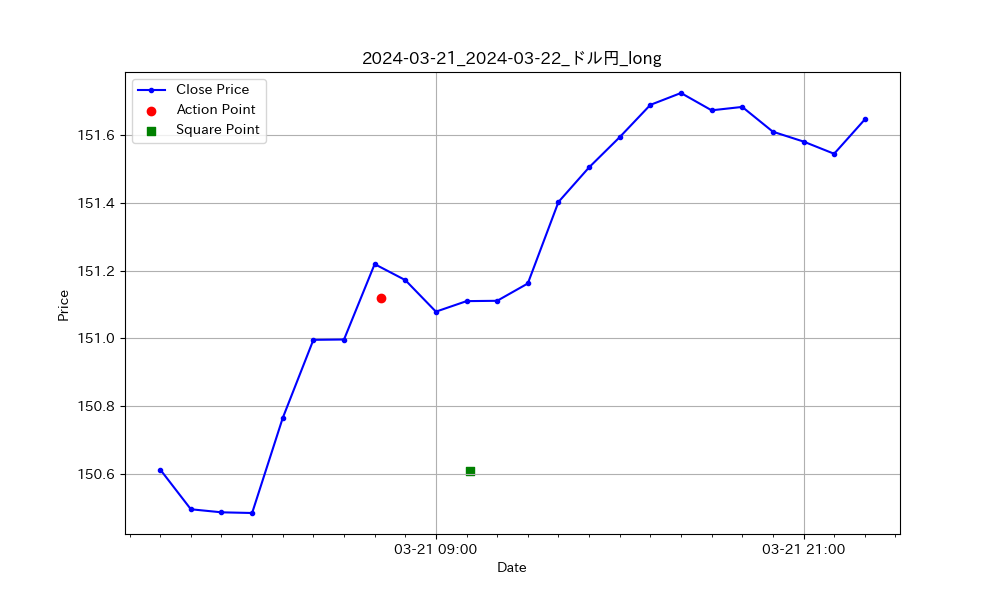 2024-03-21_2024-03-22_ドル円_long
Close Price
Action Point
Square Point
Price
151.6
151.4
151.2
151.0
150.8
150.6
03-21 09:00
03-21 21:00
Date